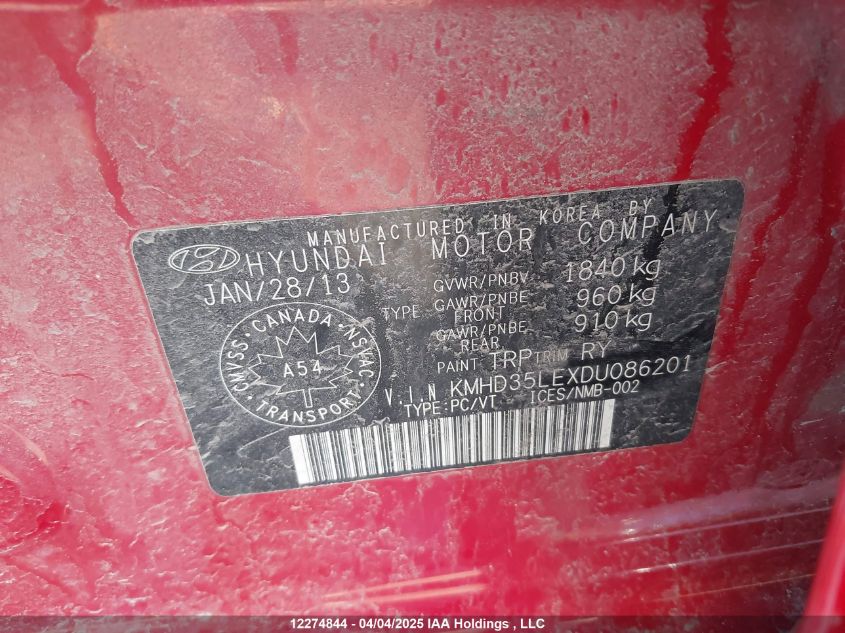 MANUFACTURED IN KOREA BY
HYUNDAI MOTOR COMPANY
JAN/28/13
GVWR/PNBV 1840 kg
TYPE GAWR/PNBE FRONT 960 kg
GAWR/PNBE REAR 910 kg
PAINT TRP TRIM RY
V.I.N KMHD35LEXDU086201
TYPE:PC/VT ICES/NMB-002
CANADA
CMVSS NSVAC
A54
TRANSPORT
12274844 - 04/04/2025 IAA Holdings , LLC